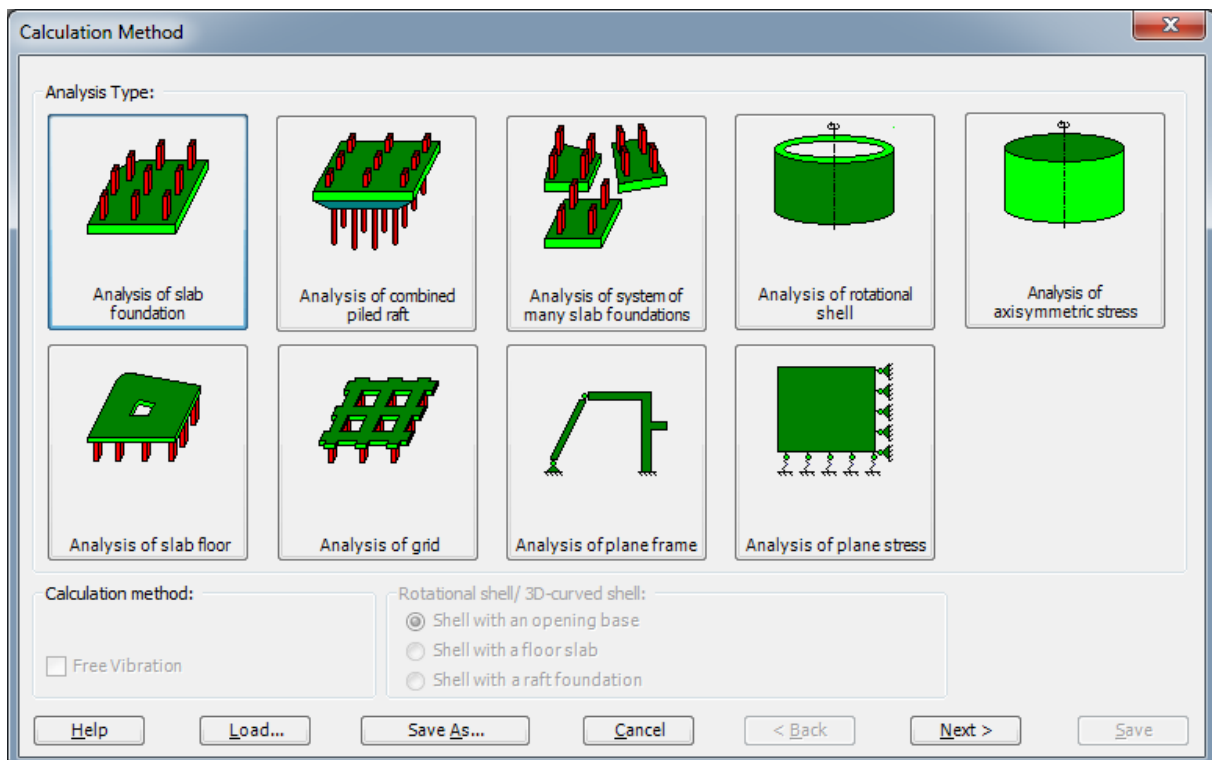 Calculation Method
X
Analysis Type:
Analysis of slab
foundation
Analysis of combined
piled raft
Analysis of system of
many slab foundations
Analysis of rotational
shell
Analysis of
axisymmetric stress
Analysis of slab floor
Analysis of grid
Analysis of plane frame
Analysis of plane stress
Calculation method:
Free Vibration
Rotational shell/ 3D-curved shell:
Shell with an opening base
Shell with a floor slab
Shell with a raft foundation
Help
Load...
Save As...
Cancel
< Back
Next >
Save